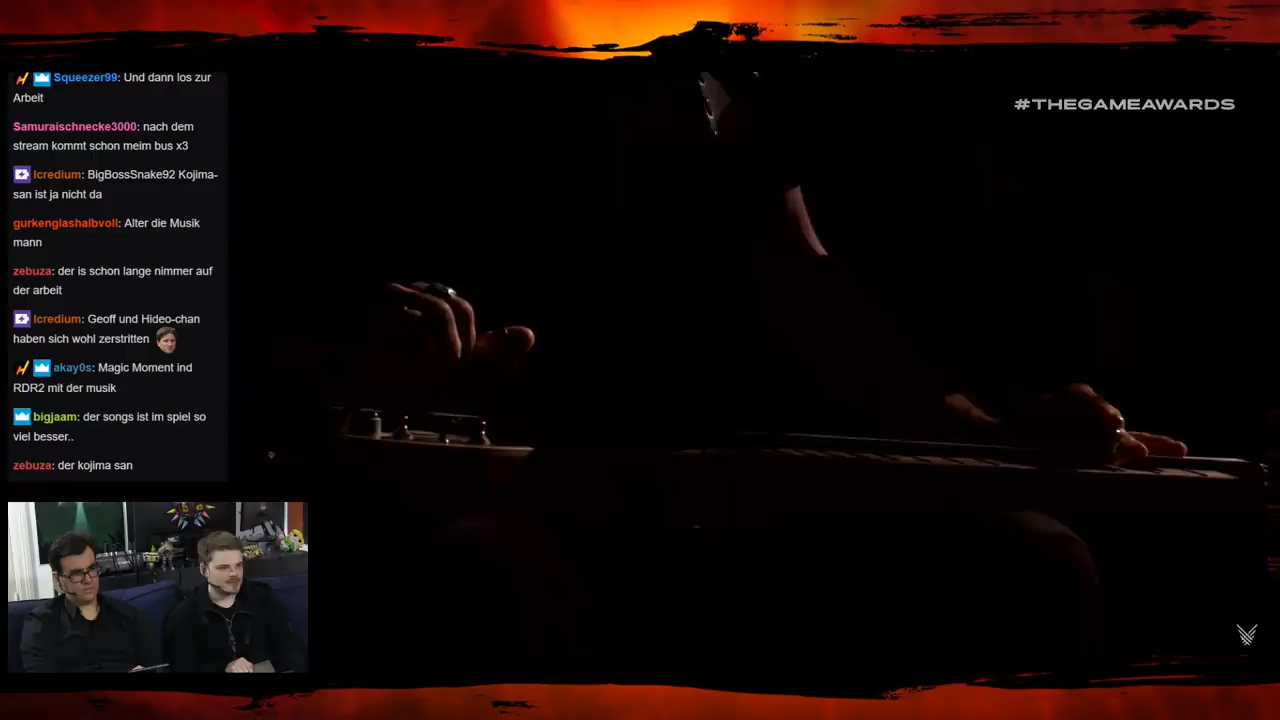 Squeezer99: Und dann los zur
Arbeit
Samuraischnecke3000: nach dem
stream kommt schon meim bus x3
Icredium: BigBossSnake92 Kojima-
san ist ja nicht da
gurkenglashalbvoll: Alter die Musik
mann
zebuza: der is schon lange nimmer auf
der arbeit
Icredium: Geoff und Hideo-chan
haben sich wohl zerstritten
akay0s: Magic Moment ind
RDR2 mit der musik
bigjaam: der songs ist im spiel so
viel besser..
zebuza: der kojima san
#THEGAMEAWARDS